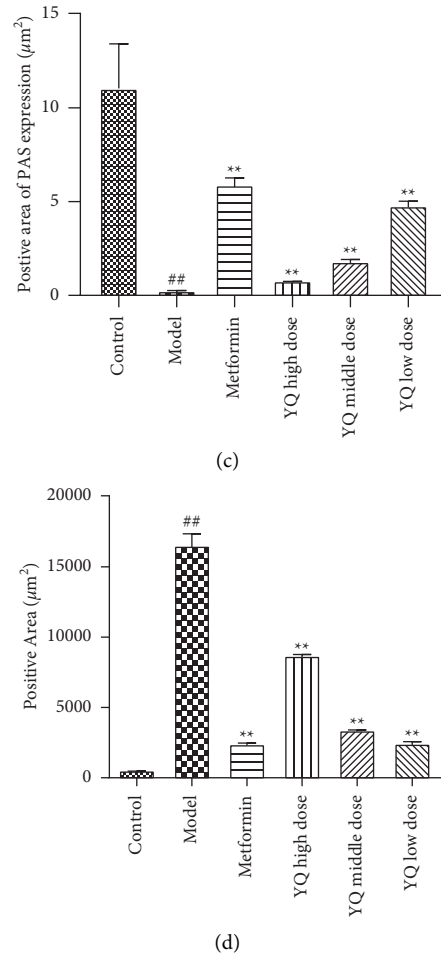 Postive area of PAS expression (μm²)
15
10
5
0
##
**
**
**
**
Control
Model
Metformin
YQ high dose
YQ middle dose
YQ low dose
(c)
Positive Area (μm²)
20000
15000
10000
5000
0
##
**
**
**
**
Control
Model
Metformin
YQ high dose
YQ middle dose
YQ low dose
(d)